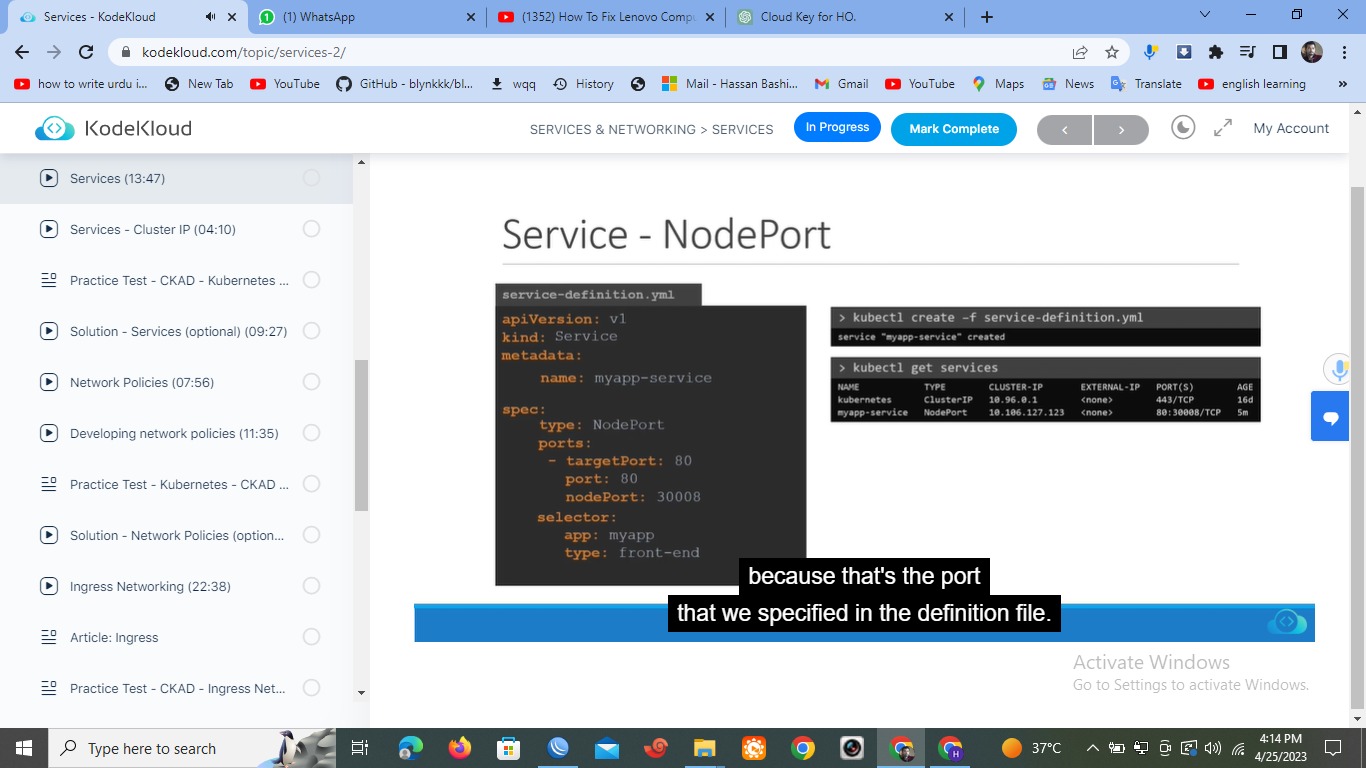 Services - KodeKloud
(1) WhatsApp
(1352) How To Fix Lenovo Compu
Cloud Key for HO.
kodekloud.com/topic/services-2/
how to write urdu i...
New Tab
YouTube
GitHub - blynkkk/bl...
wqq
History
Mail - Hassan Bashi...
Gmail
YouTube
Maps
News
Translate
english learning
»
KodeKloud
SERVICES & NETWORKING > SERVICES
In Progress
Mark Complete
<
>
My Account
Services (13:47)
Services - Cluster IP (04:10)
Practice Test - CKAD - Kubernetes ...
Solution - Services (optional) (09:27)
Network Policies (07:56)
Developing network policies (11:35)
Practice Test - Kubernetes - CKAD ...
Solution - Network Policies (option...
Ingress Networking (22:38)
Article: Ingress
Practice Test - CKAD - Ingress Net...
Service - NodePort
service-definition.yml
apiVersion: v1
kind: Service
metadata:
name: myapp-service
spec:
type: NodePort
ports:
- targetPort: 80
port: 80
nodePort: 30008
selector:
app: myapp
type: front-end
> kubectl create -f service-definition.yml
service "myapp-service" created
> kubectl get services
NAME TYPE CLUSTER-IP EXTERNAL-IP PORT(S) AGE
kubernetes ClusterIP 10.96.0.1 <none> 443/TCP 16d
myapp-service NodePort 10.106.127.123 <none> 80:30008/TCP 5m
because that's the port
that we specified in the definition file.
Activate Windows
Go to Settings to activate Windows.
Type here to search
37°C
4:14 PM
4/25/2023